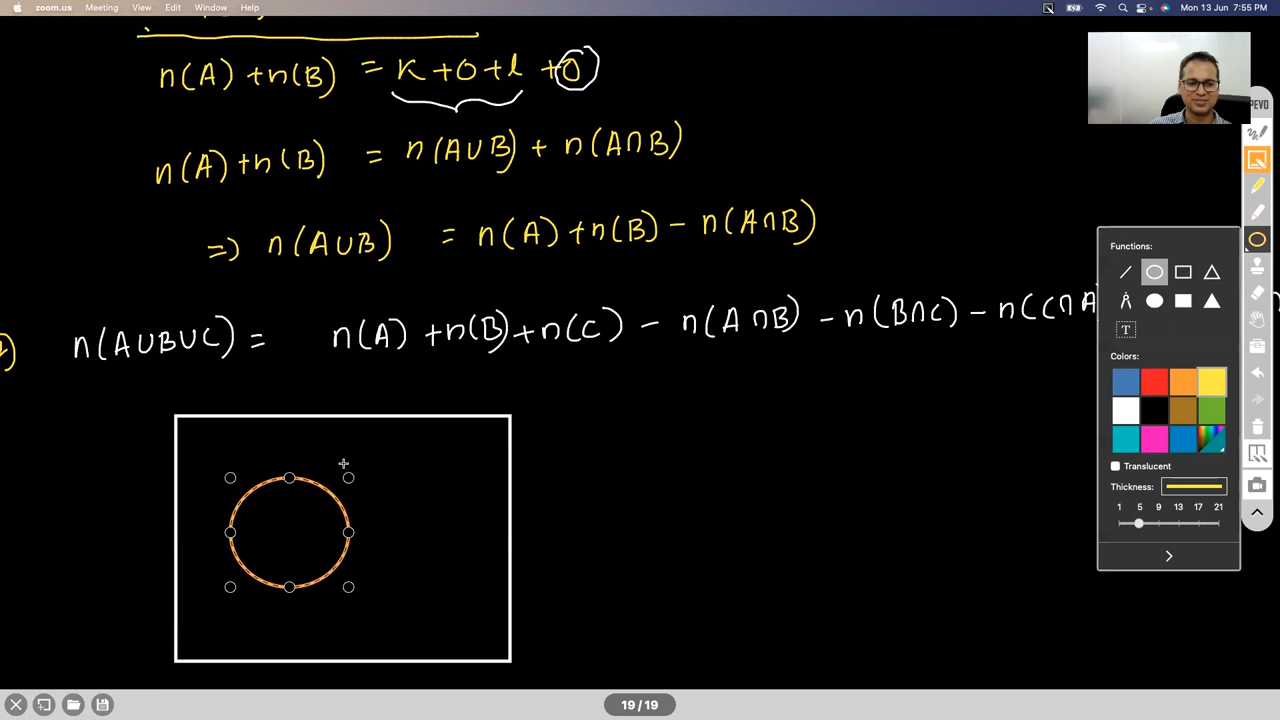 zoom.us Meeting View Edit Window Help
Mon 13 Jun 7:55 PM
n(A) + n(B) = K + O + L + O
n(A) + n(B) = n(A∪B) + n(A∩B)
=> n(A∪B) = n(A) + n(B) - n(A∩B)
n(A∪B∪C) = n(A) + n(B) + n(C) - n(A∩B) - n(B∩C) - n(C∩A)
Functions:
T
Colors:
Translucent
Thickness:
1 5 9 13 17 21
19 / 19